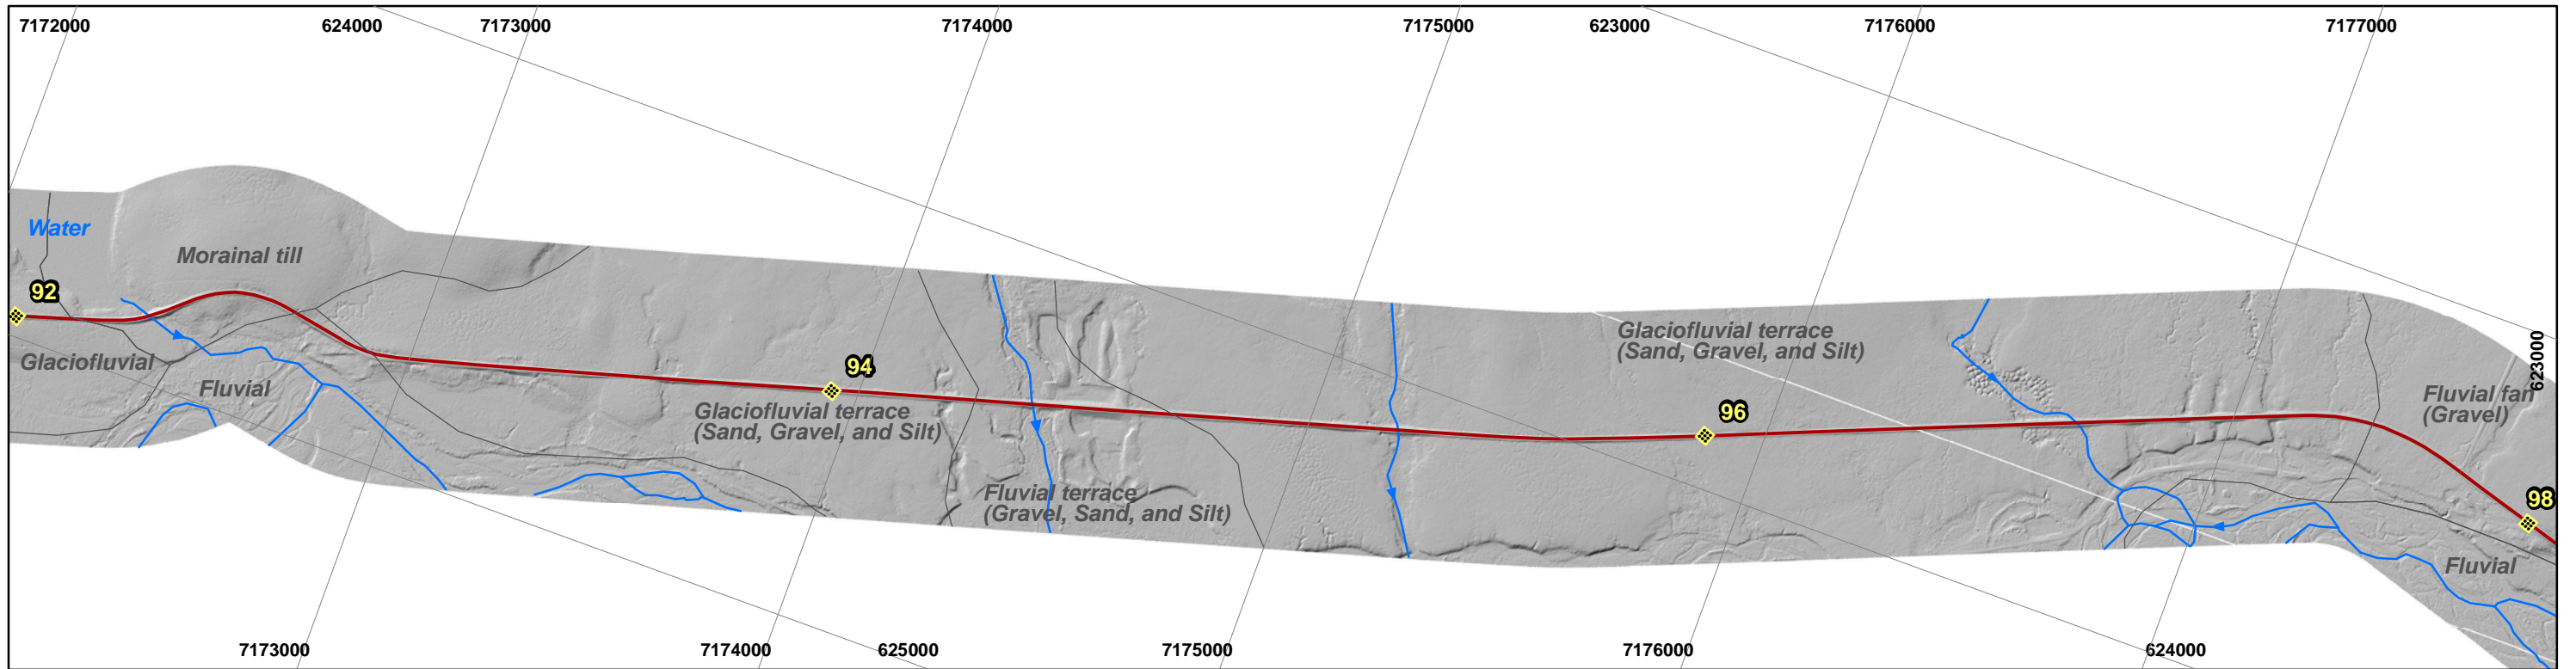 7172000
624000
7173000
7174000
7175000
623000
7176000
7177000
Water
Morainal till
92
Glaciofluvial
Fluvial
94
Glaciofluvial terrace
(Sand, Gravel, and Silt)
Fluvial terrace
(Gravel, Sand, and Silt)
Glaciofluvial terrace
(Sand, Gravel, and Silt)
96
623000
Fluvial fan
(Gravel)
98
Fluvial
7173000
7174000
625000
7175000
7176000
624000